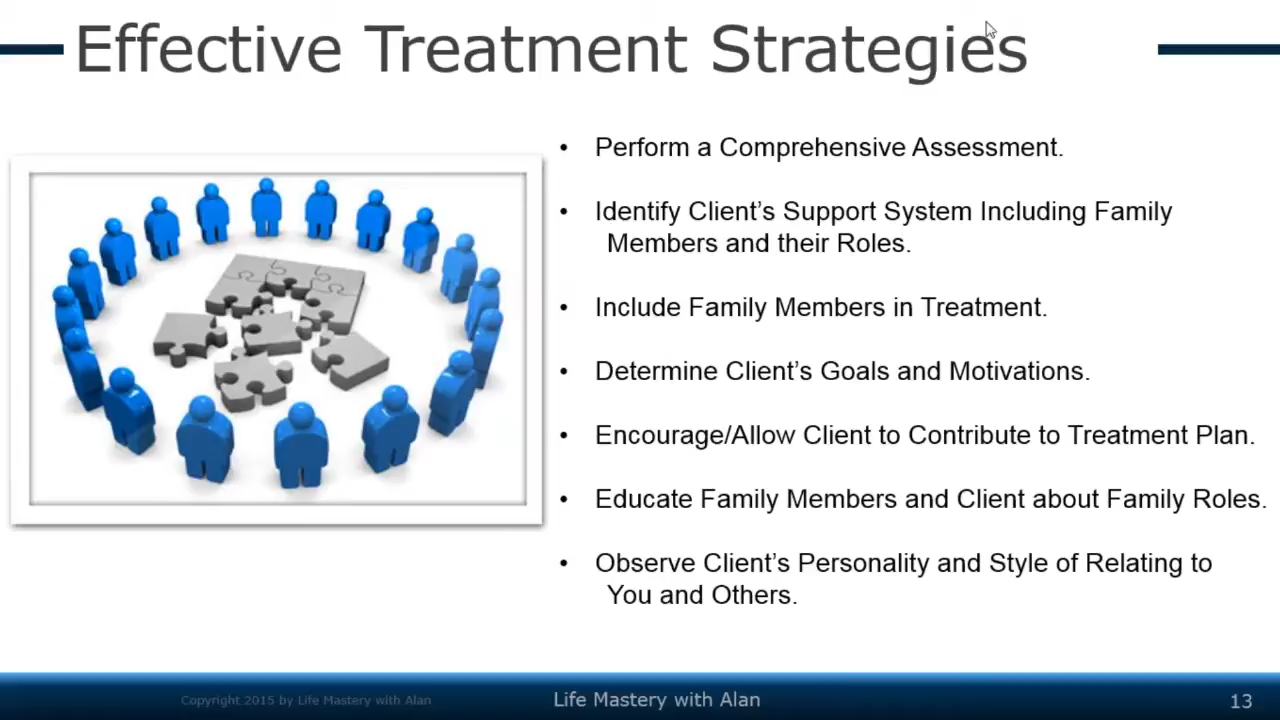 Effective Treatment Strategies
• Perform a Comprehensive Assessment.
• Identify Client’s Support System Including Family
Members and their Roles.
• Include Family Members in Treatment.
• Determine Client’s Goals and Motivations.
• Encourage/Allow Client to Contribute to Treatment Plan.
• Educate Family Members and Client about Family Roles.
• Observe Client’s Personality and Style of Relating to
You and Others.
Copyright 2015 by Life Mastery with Alan
Life Mastery with Alan
13